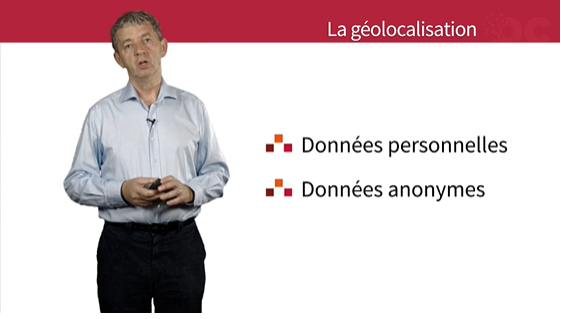 La géolocalisation
Données personnelles
Données anonymes